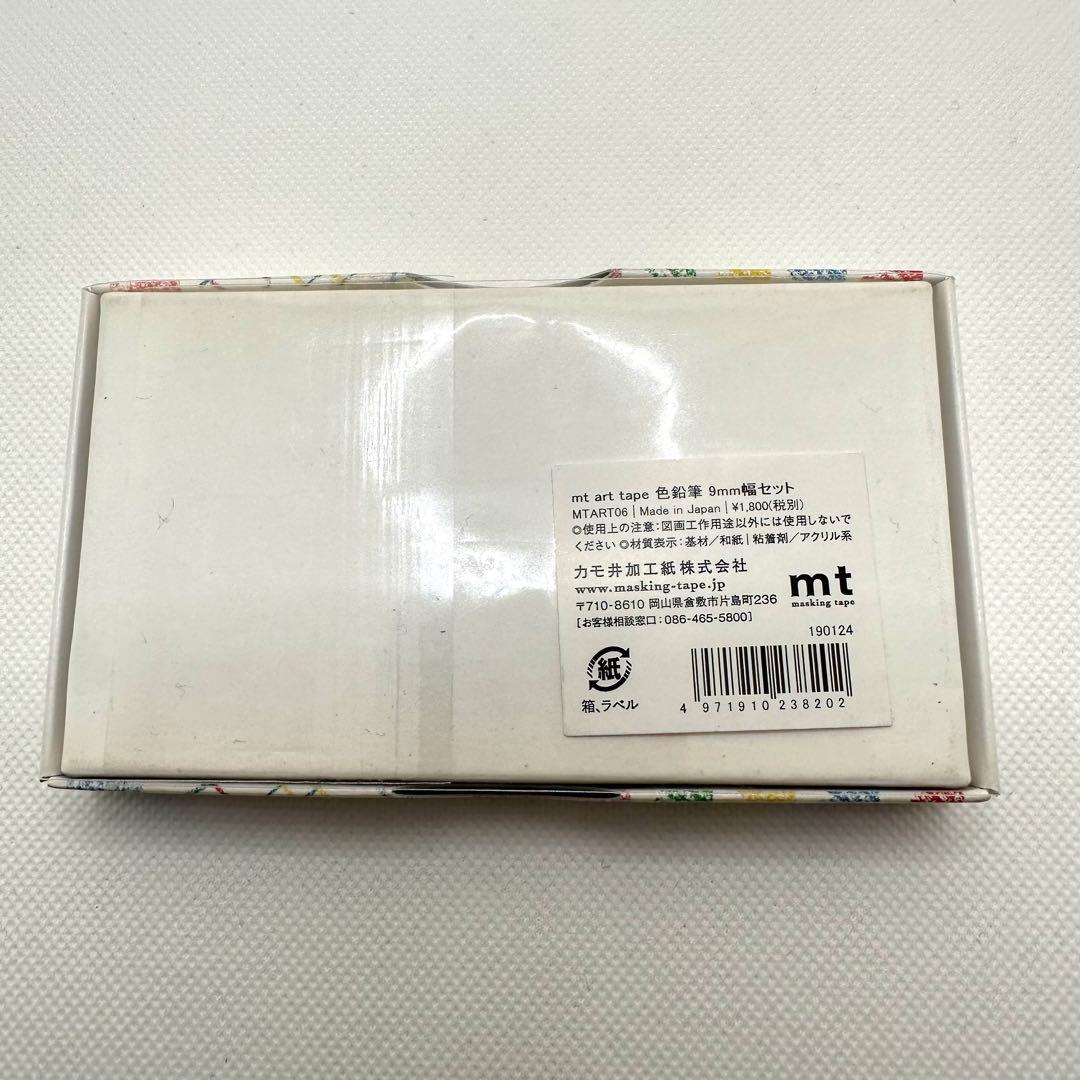 mt art tape 色鉛筆 9mm幅セット
MTART06 | Made in Japan | ¥1,800(税別)
◎使用上の注意:図画工作用途以外には使用しないで
ください ◎材質表示:基材/和紙 | 粘着剤/アクリル系
カモ井加工紙株式会社
www.masking-tape.jp
〒710-8610 岡山県倉敷市片島町236
[お客様相談窓口:086-465-5800]
mt
masking tape
190124
紙
箱、ラベル
4 971910 238202